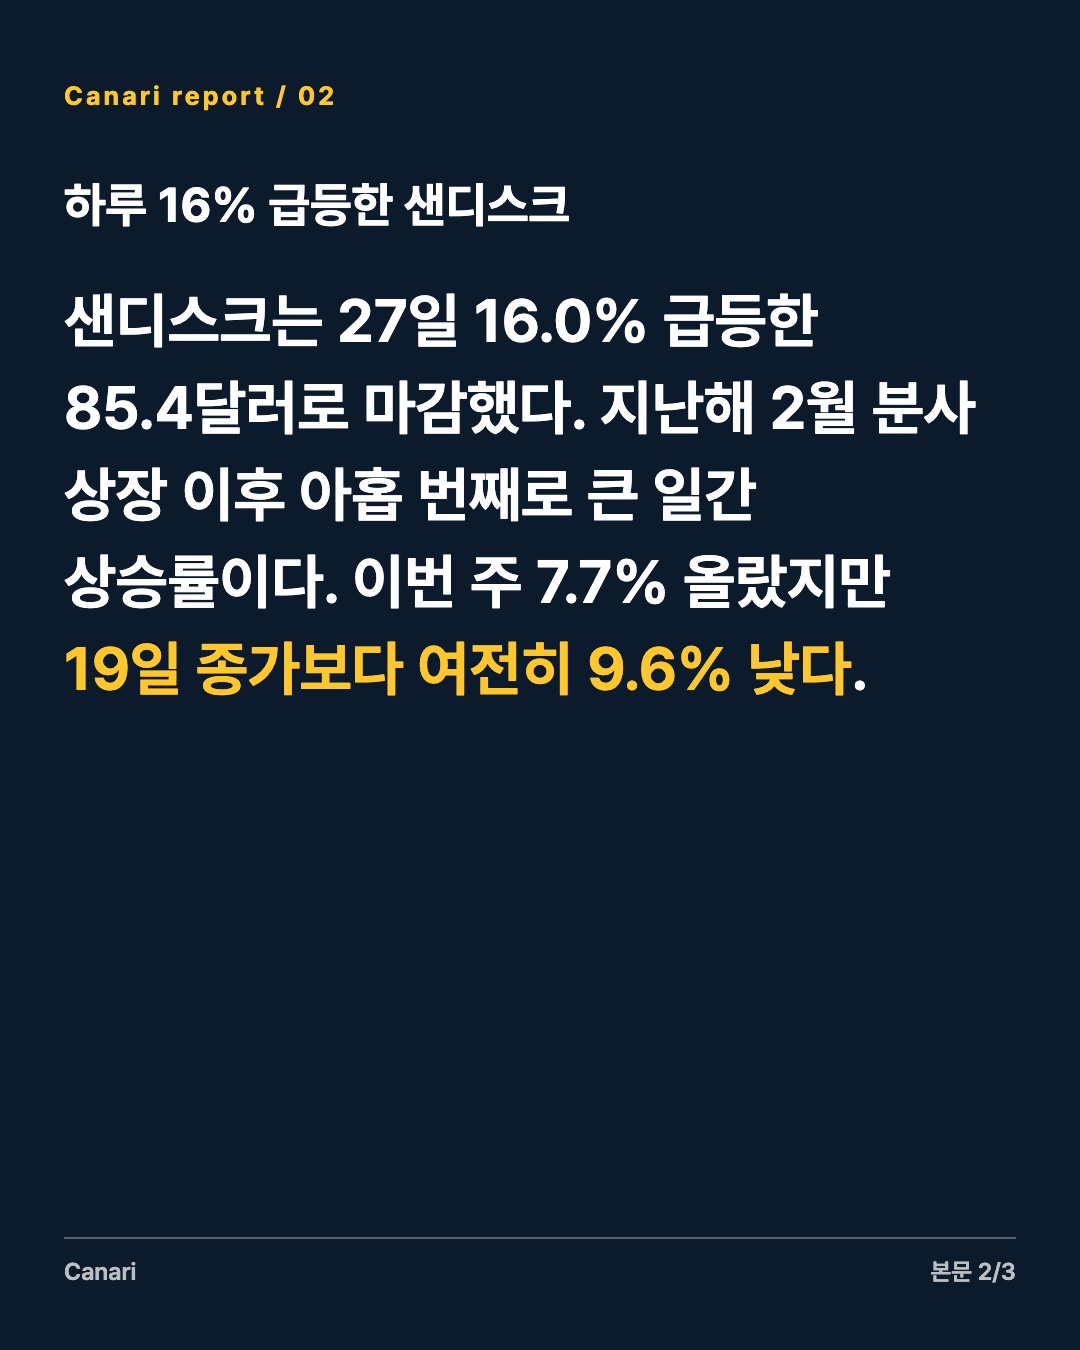 Canari report / 02
하루 16% 급등한 샌디스크
샌디스크는 27일 16.0% 급등한
85.4달러로 마감했다. 지난해 2월 분사
상장 이후 아홉 번째로 큰 일간
상승률이다. 이번 주 7.7% 올랐지만
19일 종가보다 여전히 9.6% 낮다.
Canari
본문 2/3